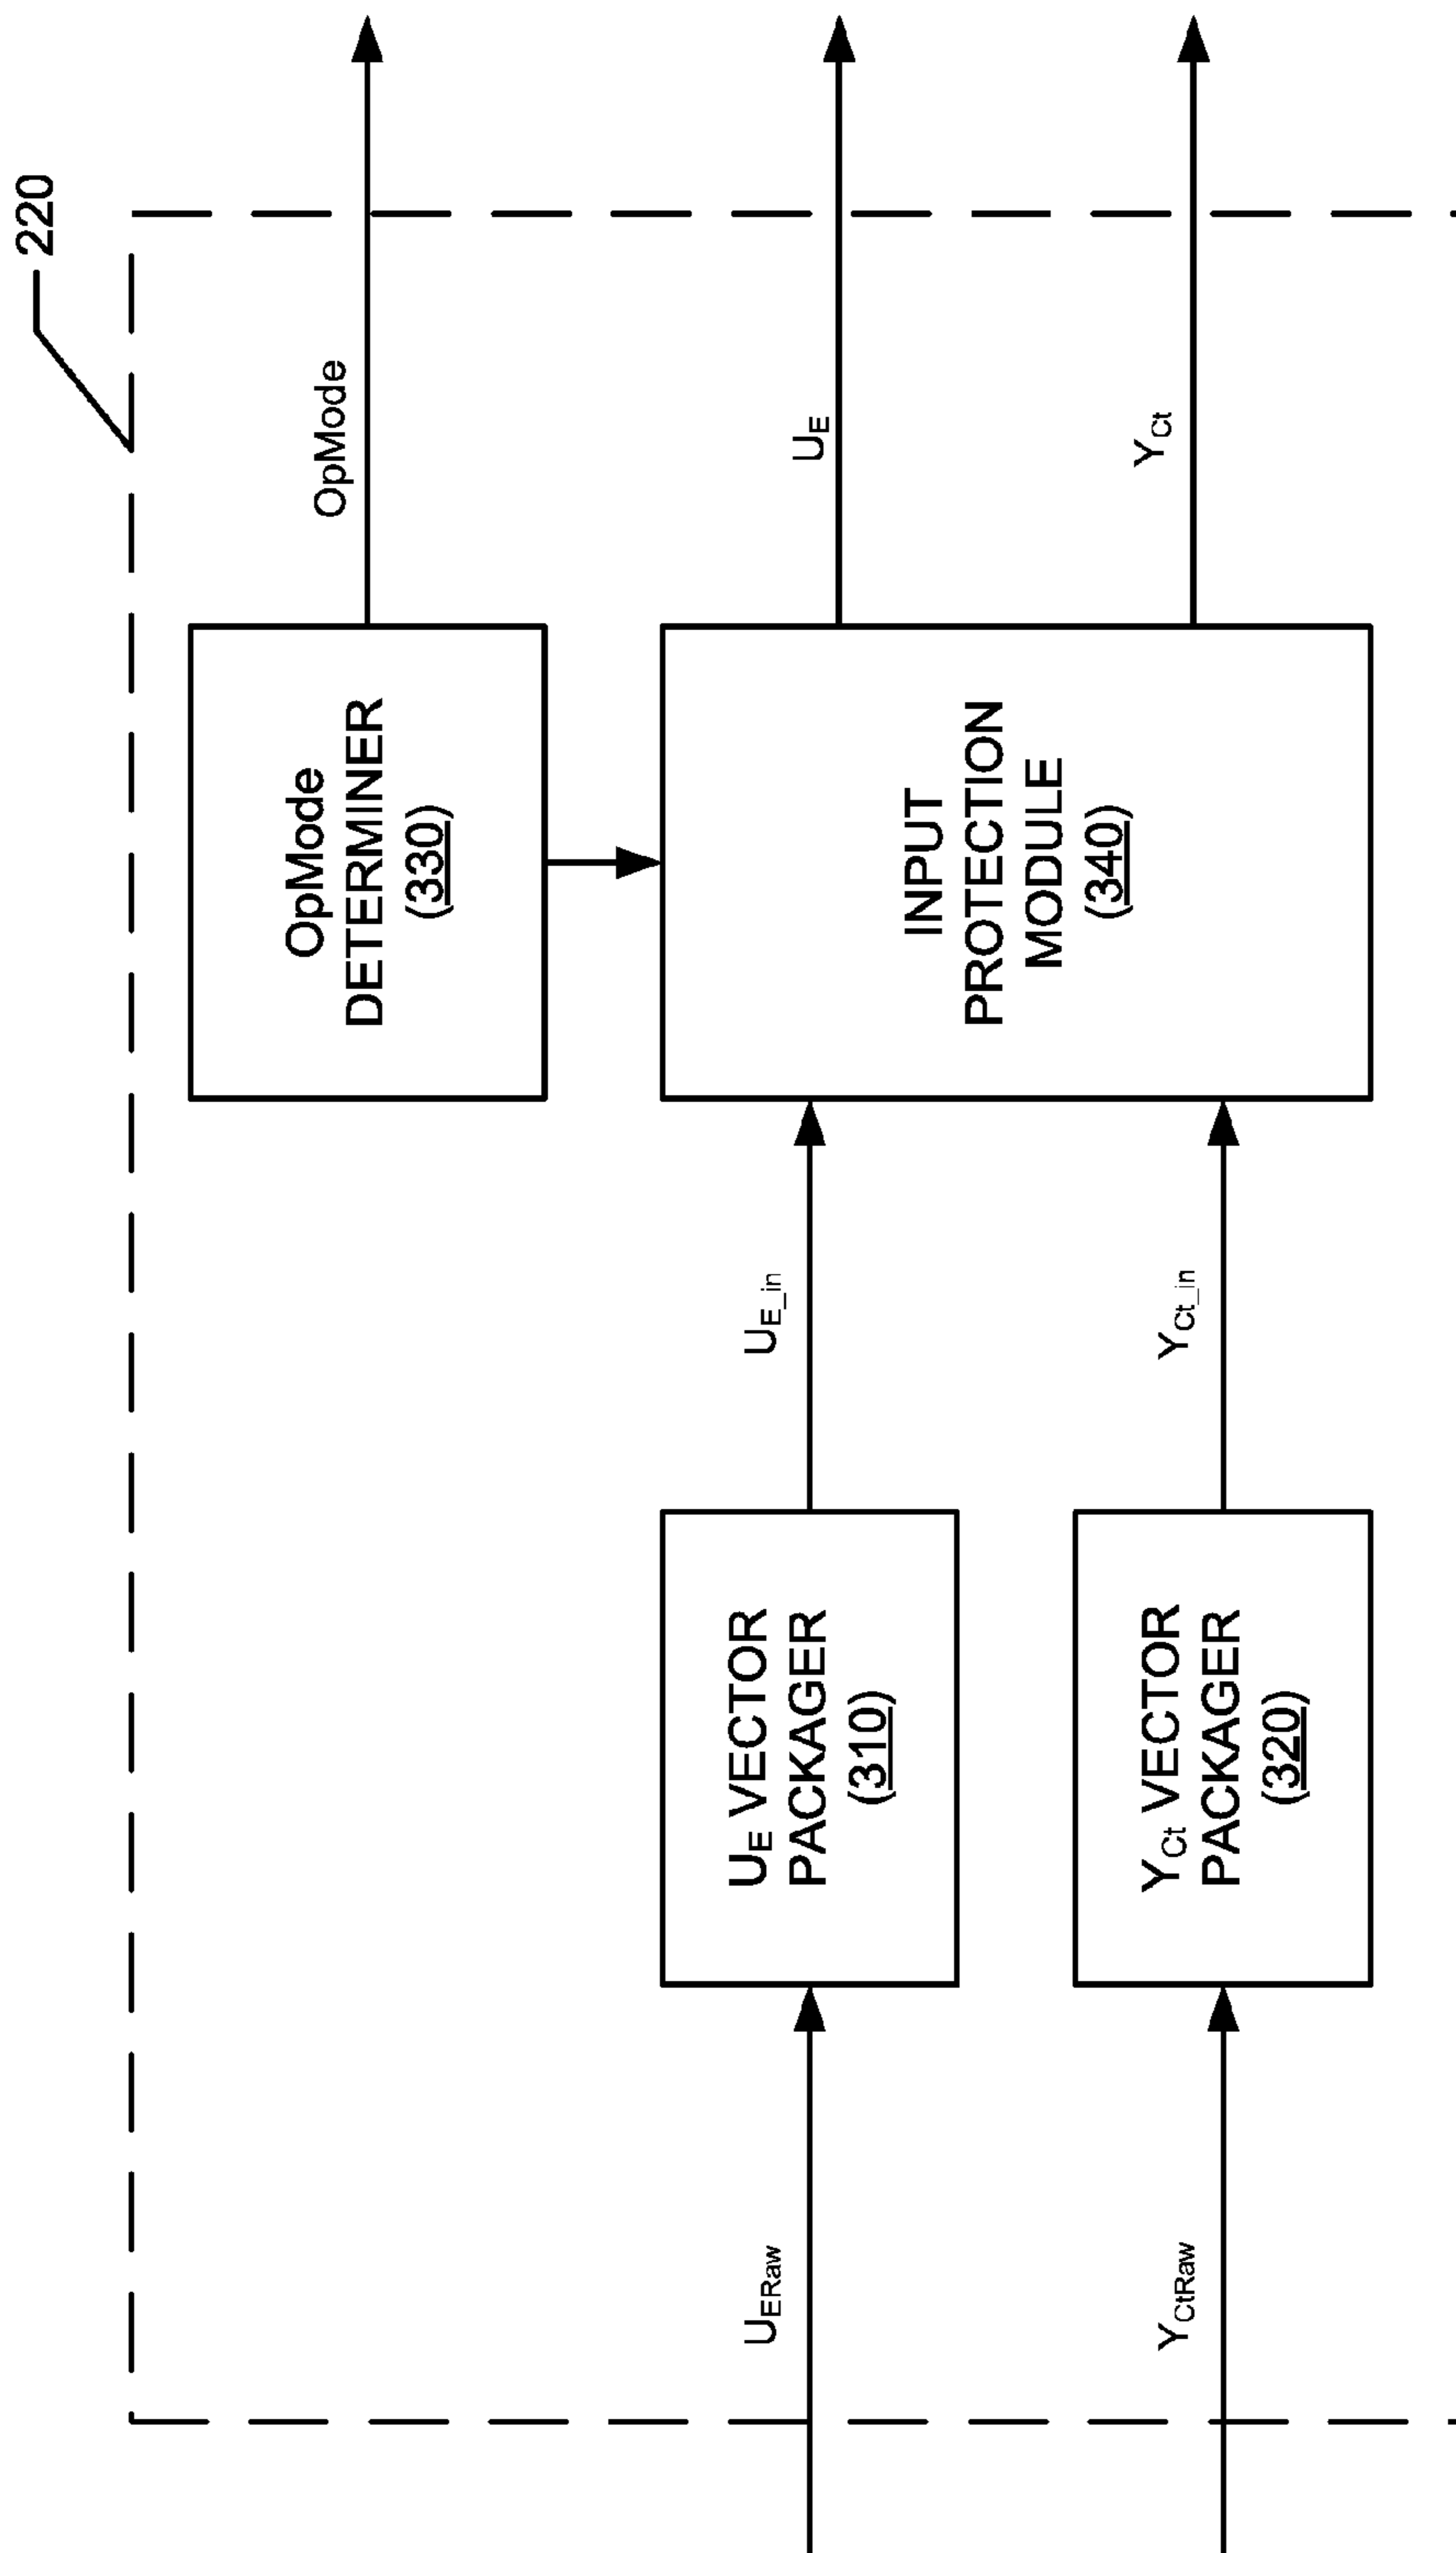 220
OpMode
OpMode
DETERMINER
(330)
U_E
Y_Ct
INPUT
PROTECTION
MODULE
(340)
U_E_in
Y_Ct_in
U_E VECTOR
PACKAGER
(310)
Y_Ct VECTOR
PACKAGER
(320)
U_ERaw
Y_CtRaw